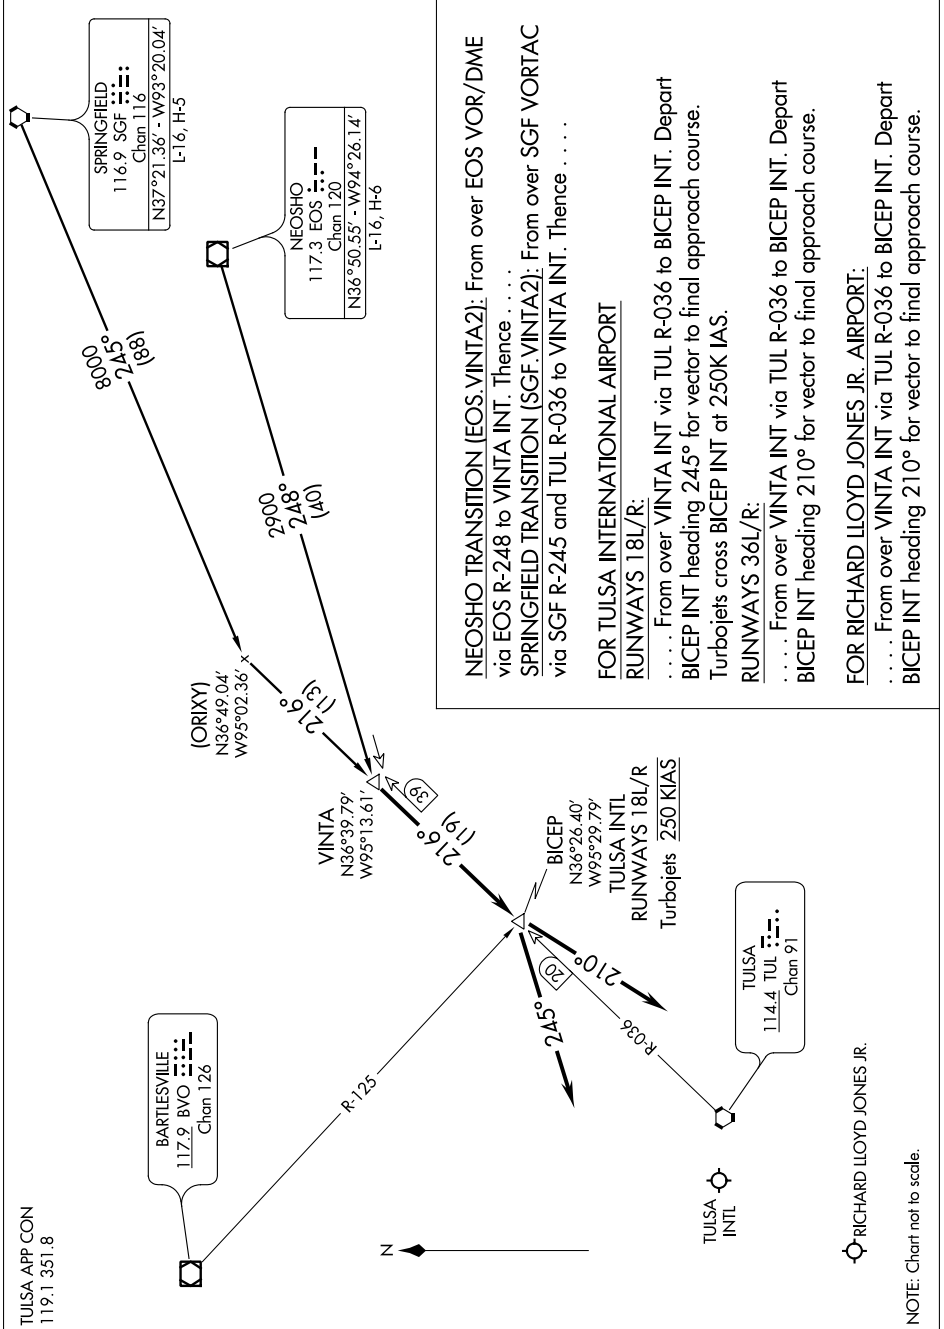 TULSA APP CON
119.1 351.8
SPRINGFIELD
116.9 SGF
Chan 116
N37°21.36' - W93°20.04'
L-16, H-5
NEOSHO
117.3 EOS
Chan 120
N36°50.55' - W94°26.14'
L-16, H-6
8000
245°
(88)
2900
248°
(40)
(ORIXY)
N36°49.04'
W95°02.36'
216°
(13)
VINTA
N36°39.79'
W95°13.61'
39
216°
(19)
BICEP
N36°26.40'
W95°29.79'
TULSA INTL
RUNWAYS 18L/R
Turbojets 250 KIAS
BARTLESVILLE
117.9 BVO
Chan 126
R-125
245°
210°
20
R-036
TULSA
114.4 TUL
Chan 91
N
TULSA
INTL
RICHARD LLOYD JONES JR.
NOTE: Chart not to scale.
NEOSHO TRANSITION (EOS.VINTA2): From over EOS VOR/DME
via EOS R-248 to VINTA INT. Thence . . . .
SPRINGFIELD TRANSITION (SGF.VINTA2): From over SGF VORTAC
via SGF R-245 and TUL R-036 to VINTA INT. Thence . . . .
FOR TULSA INTERNATIONAL AIRPORT
RUNWAYS 18L/R:
. . . . From over VINTA INT via TUL R-036 to BICEP INT. Depart
BICEP INT heading 245° for vector to final approach course.
Turbojets cross BICEP INT at 250K IAS.
RUNWAYS 36L/R:
. . . . From over VINTA INT via TUL R-036 to BICEP INT. Depart
BICEP INT heading 210° for vector to final approach course.
FOR RICHARD LLOYD JONES JR. AIRPORT:
. . . . From over VINTA INT via TUL R-036 to BICEP INT. Depart
BICEP INT heading 210° for vector to final approach course.